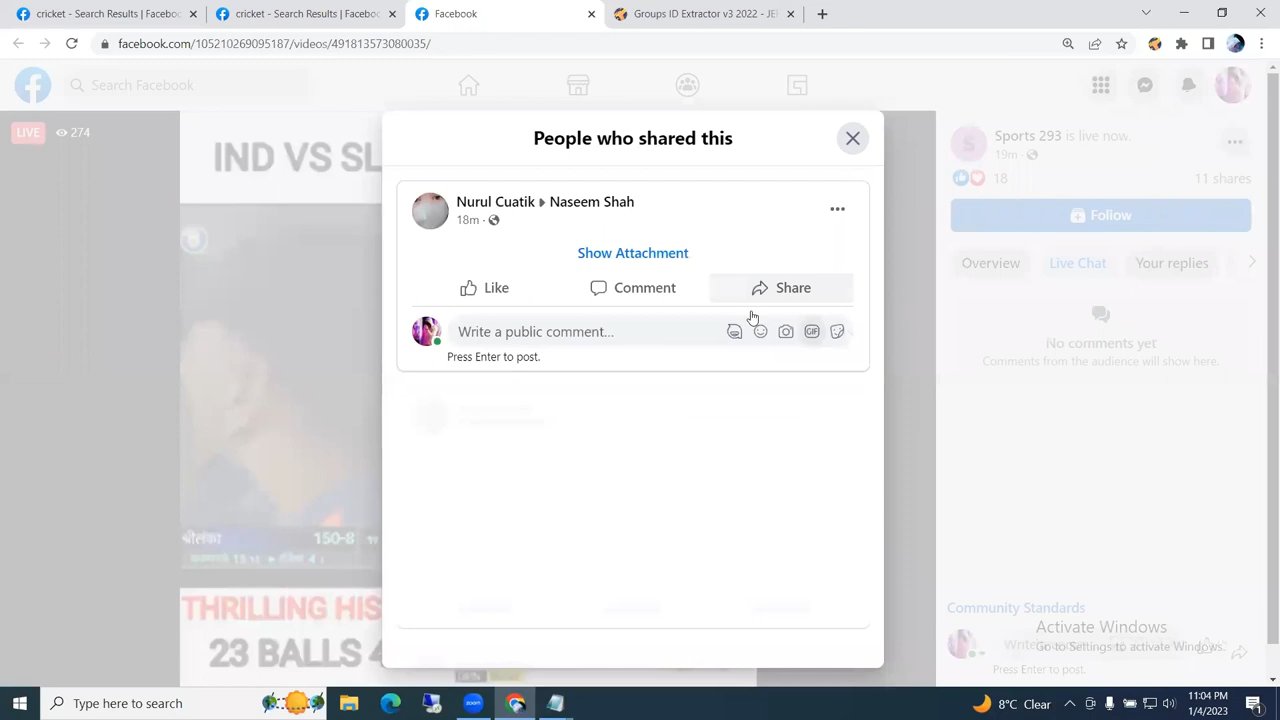 cricket - Search Results | Facebo
cricket - Search Results | Facebo
Facebook
Groups ID Extractor v3 2022 - JE
facebook.com/105210269095187/videos/491813573080035/
Search Facebook
LIVE 274
IND VS SL
People who shared this
Nurul Cuatik Naseem Shah
18m
Show Attachment
Like Comment Share
Write a public comment...
GIF
Press Enter to post.
Sports 293 is live now.
19m
18 11 shares
Follow
Overview Live Chat Your replies
No comments yet
Comments from the audience will show here.
श्रीलंका 150-8
THRILLING HIS
23 BALLS 4
Community Standards
Activate Windows
Go to Settings to activate Windows.
Press Enter to post.
Type here to search
zoom
8°C Clear
11:04 PM
1/4/2023